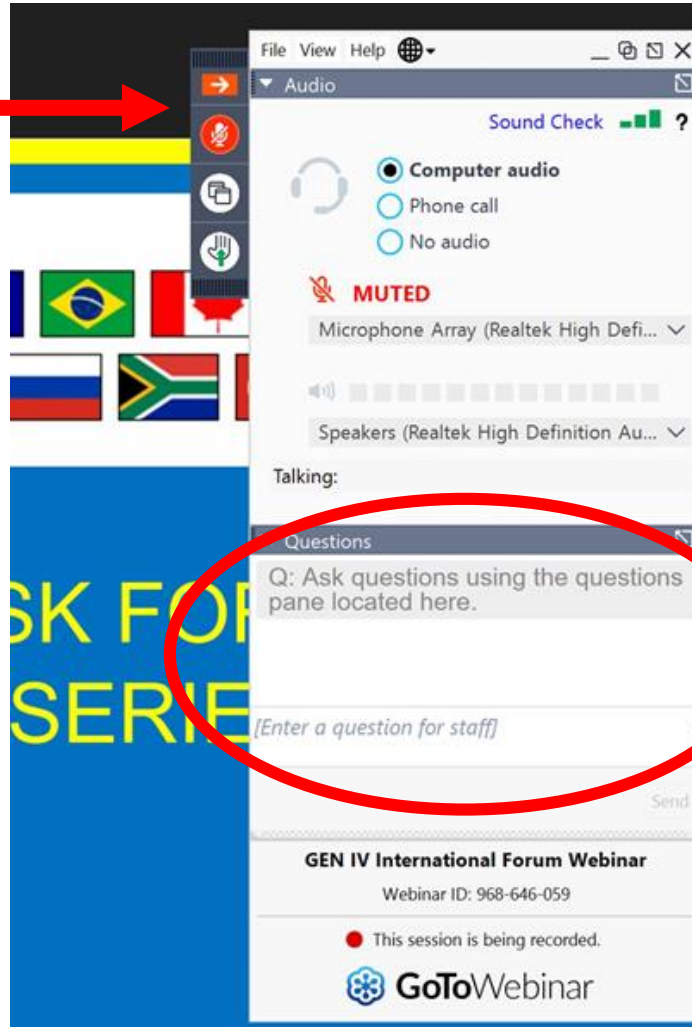 File View Help
Audio
Sound Check ?
Computer audio
Phone call
No audio
MUTED
Microphone Array (Realtek High Defi...
Speakers (Realtek High Definition Au...
Talking:
Questions
Q: Ask questions using the questions
pane located here.
SK FOR
SERIE
[Enter a question for staff]
Send
GEN IV International Forum Webinar
Webinar ID: 968-646-059
This session is being recorded.
GoToWebinar